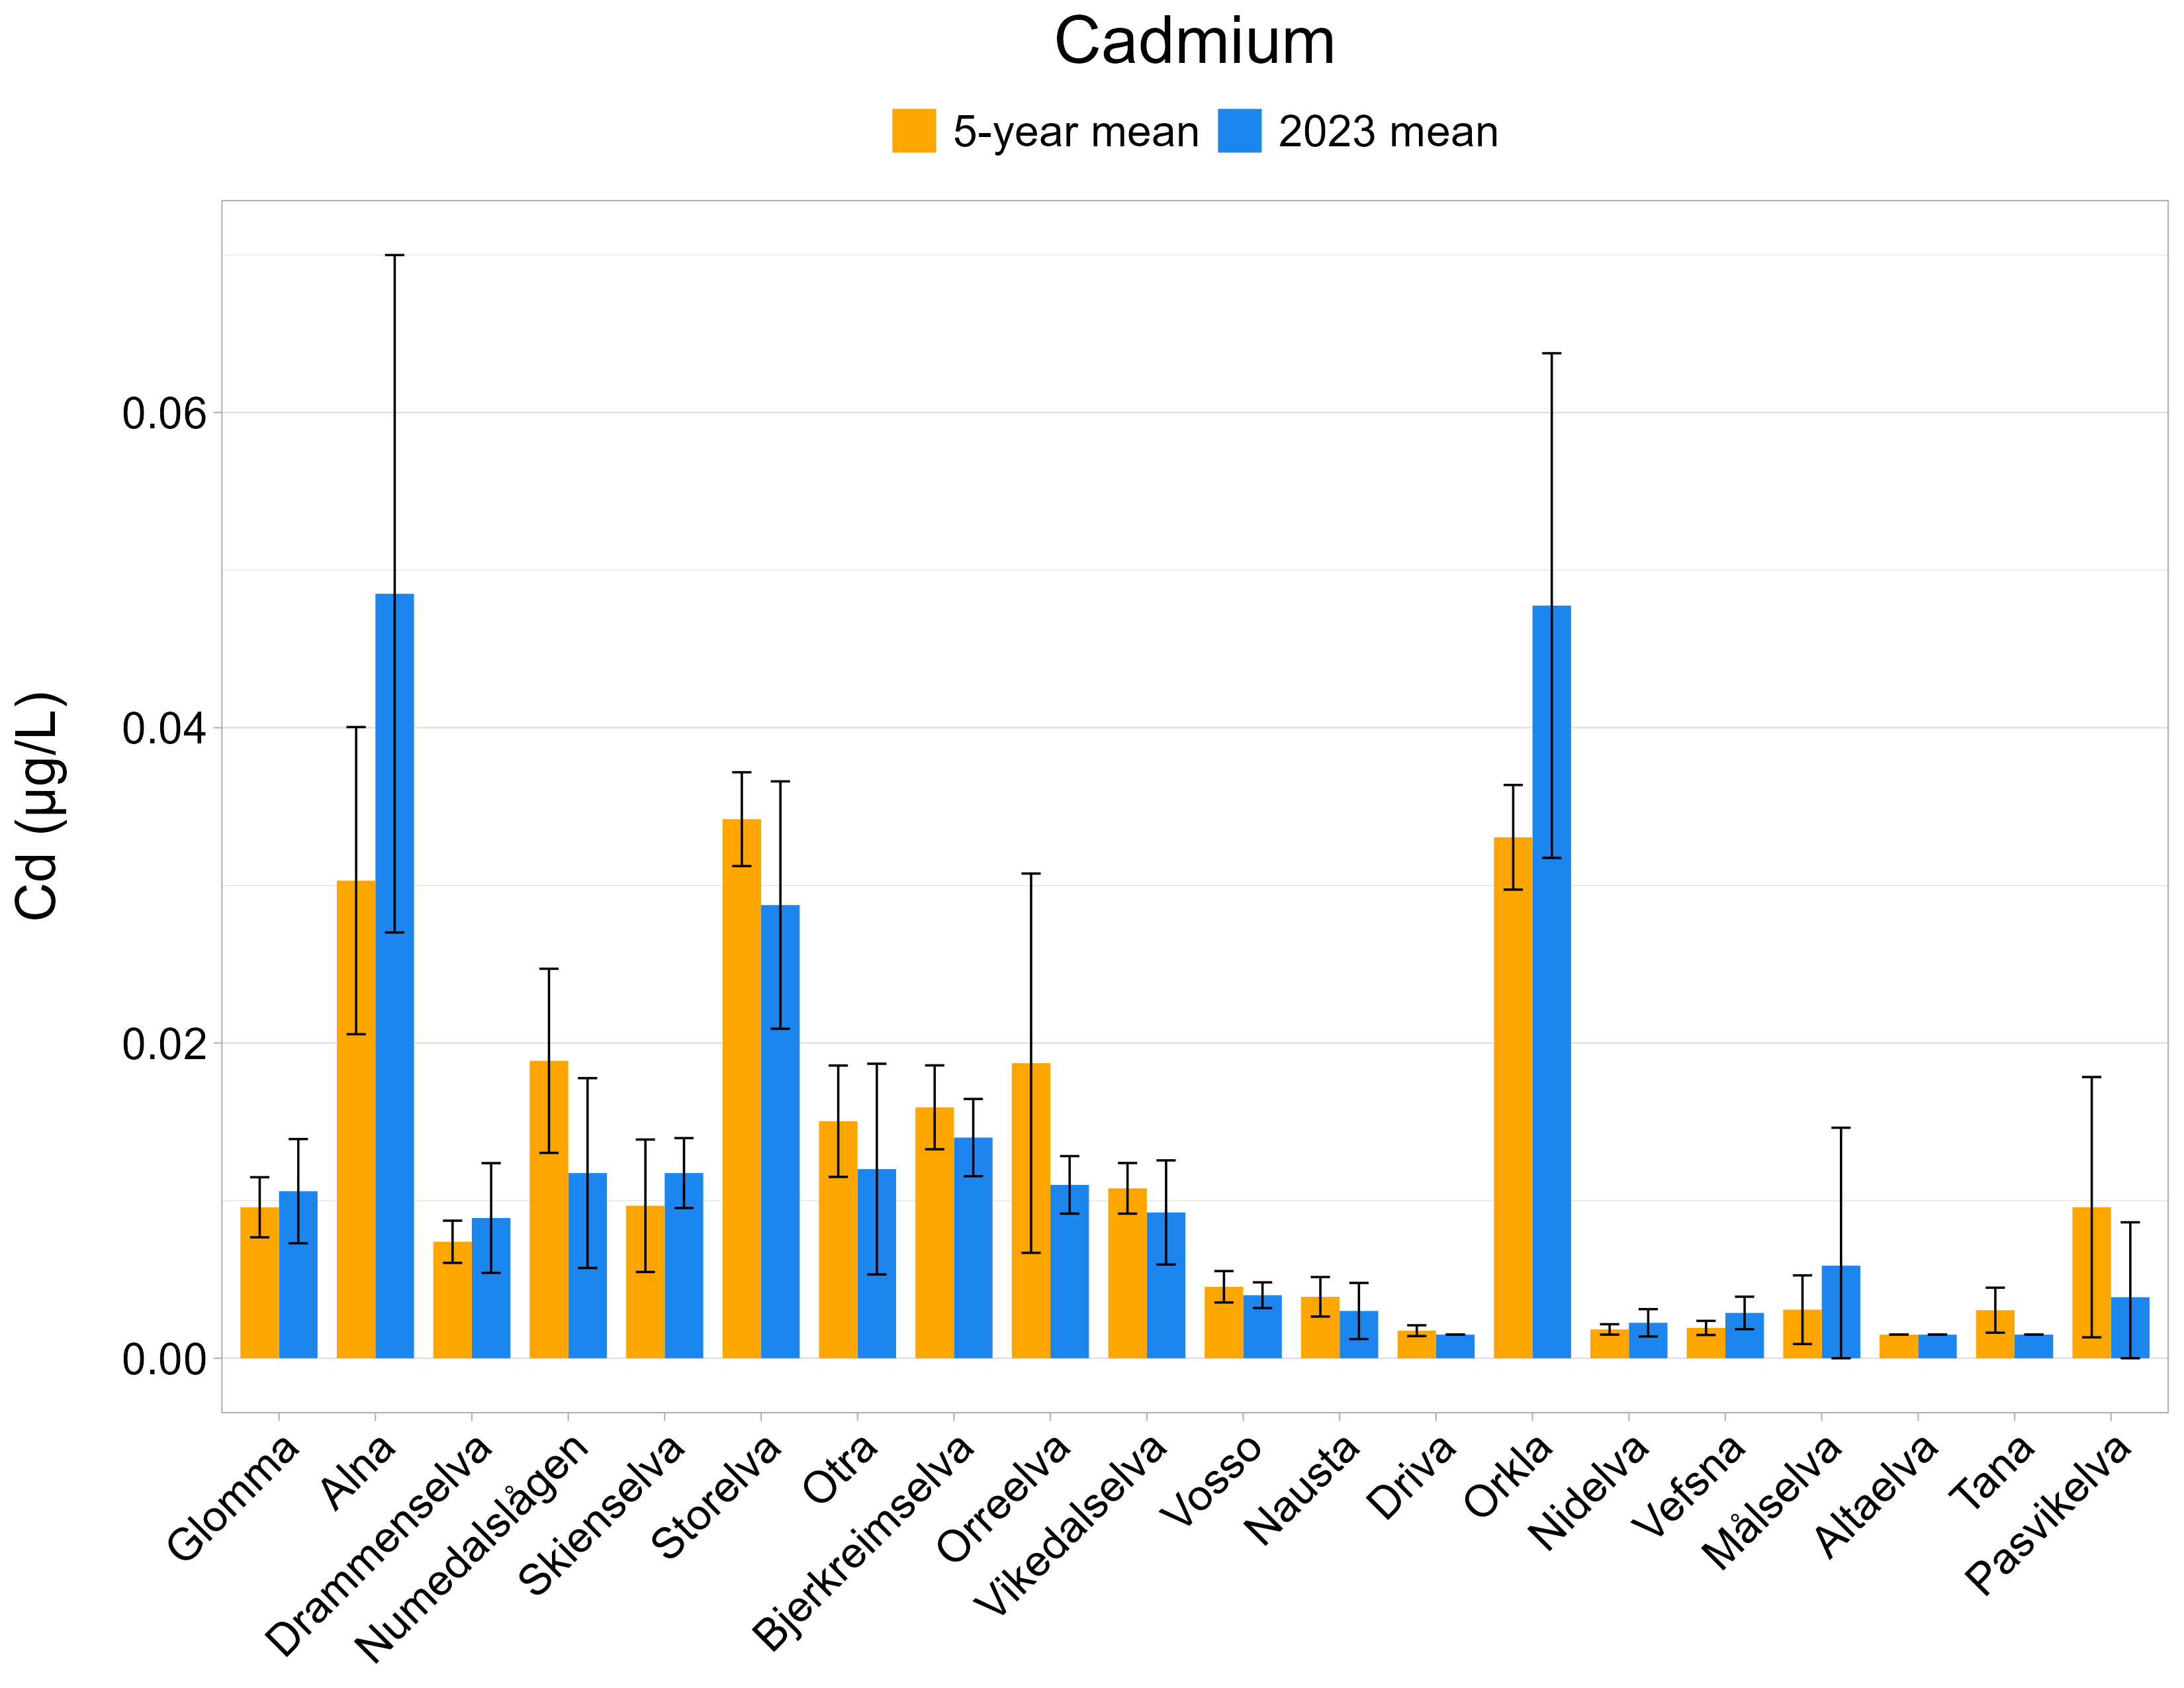 Cadmium
5-year mean 2023 mean
Cd (µg/L)
0.06
0.04
0.02
0.00
Glomma
Alna
Drammenselva
Numedalslågen
Skienselva
Storelva
Otra
Bjerkreimselva
Orreelva
Vikedalselva
Vosso
Nausta
Driva
Orkla
Nidelva
Vefsna
Målselva
Altaelva
Tana
Pasvikelva